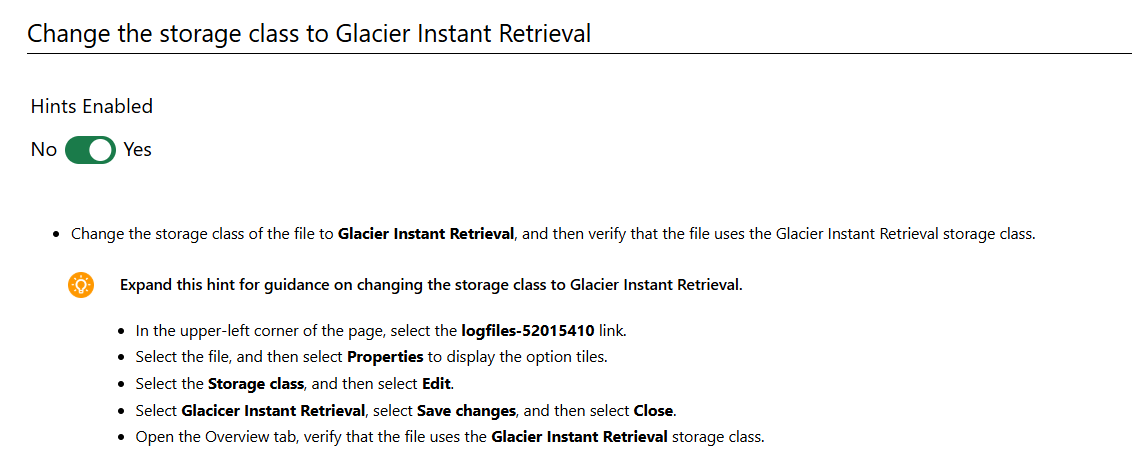 Change the storage class to Glacier Instant Retrieval
Hints Enabled
No Yes
• Change the storage class of the file to Glacier Instant Retrieval, and then verify that the file uses the Glacier Instant Retrieval storage class.
Expand this hint for guidance on changing the storage class to Glacier Instant Retrieval.
• In the upper-left corner of the page, select the logfiles-52015410 link.
• Select the file, and then select Properties to display the option tiles.
• Select the Storage class, and then select Edit.
• Select Glacicer Instant Retrieval, select Save changes, and then select Close.
• Open the Overview tab, verify that the file uses the Glacier Instant Retrieval storage class.